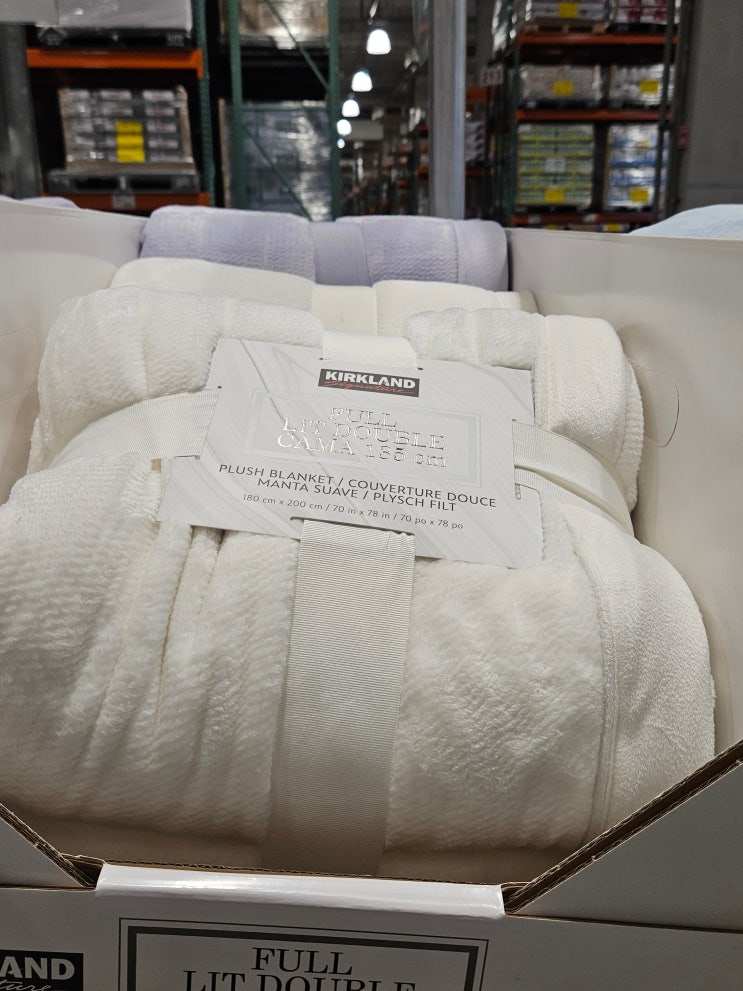 KIRKLAND
Signature
FULL
LIT DOUBLE
CAMA 135 cm
PLUSH BLANKET / COUVERTURE DOUCE
MANTA SUAVE / PLYSCH FILT
180 cm x 200 cm / 70 in x 78 in / 70 po x 78 po
FULL
LIT DOUBLE